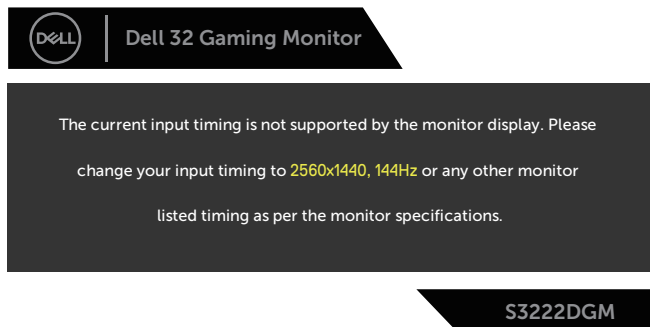 DELL
Dell 32 Gaming Monitor
The current input timing is not supported by the monitor display. Please
change your input timing to 2560x1440, 144Hz or any other monitor
listed timing as per the monitor specifications.
S3222DGM